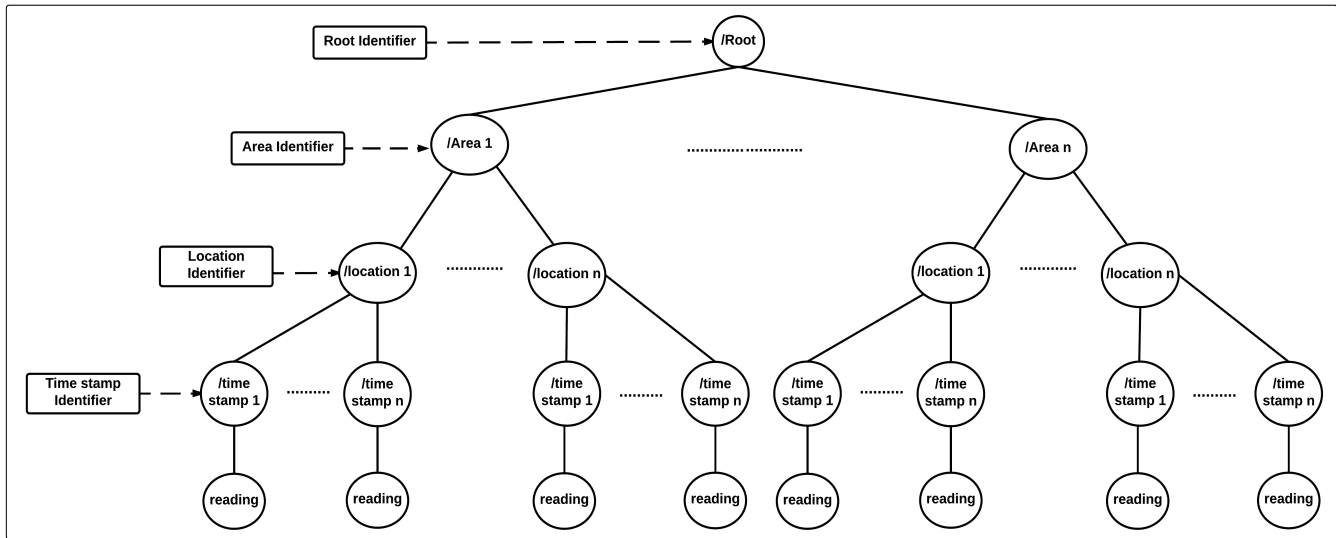 Root Identifier
/Root
Area Identifier
/Area 1
/Area n
Location
Identifier
/location 1
/location n
/location 1
/location n
Time stamp
Identifier
/time
stamp 1
/time
stamp n
/time
stamp 1
/time
stamp n
/time
stamp 1
/time
stamp n
/time
stamp 1
/time
stamp n
reading
reading
reading
reading
reading
reading
reading
reading